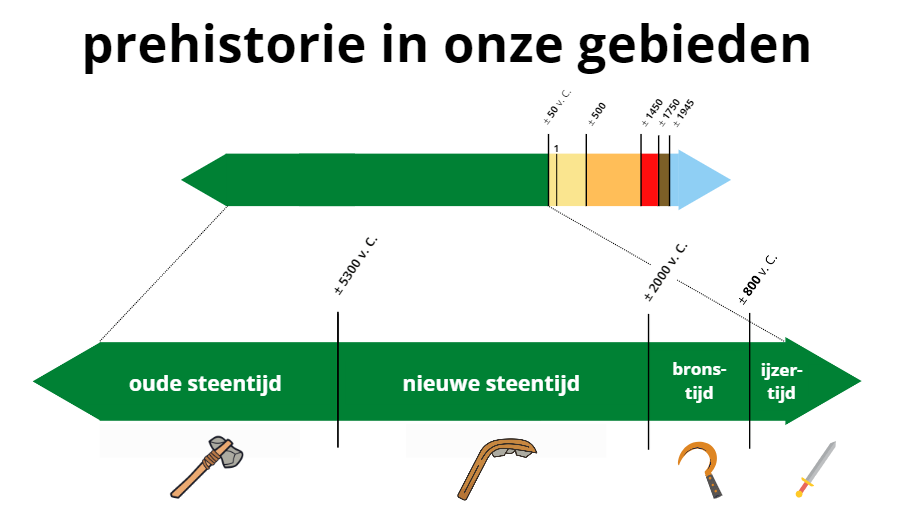 prehistorie in onze gebieden
± 50 v. C.
1
± 500
± 1450
± 1750
± 1945
± 5300 v. C.
± 2000 v. C.
± 800 v. C.
oude steentijd
nieuwe steentijd
brons-
tijd
ijzer-
tijd